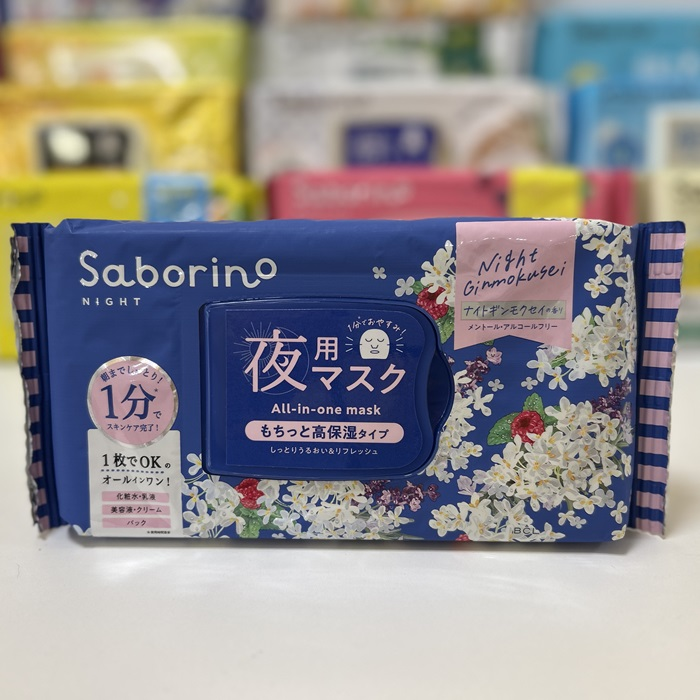 Saborino
NIGHT
Night
Ginmokusei
ナイトギンモクセイの香り
メントール・アルコールフリー
1分でおやすみ!
夜用
マスク
All-in-one mask
もちっと高保湿タイプ
しっとりうるおい&リフレッシュ
朝までしっとり!
1分*で
スキンケア完了!
1枚でOKの
オールインワン!
化粧水・乳液
美容液・クリーム
パック
BCL